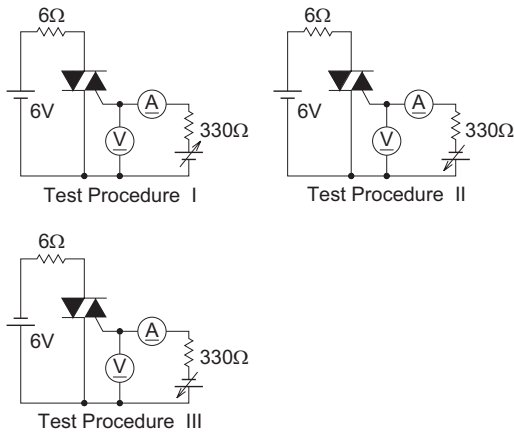 6Ω
6V
A
V
330Ω
Test Procedure I
6Ω
6V
A
V
330Ω
Test Procedure II
6Ω
6V
A
V
330Ω
Test Procedure III